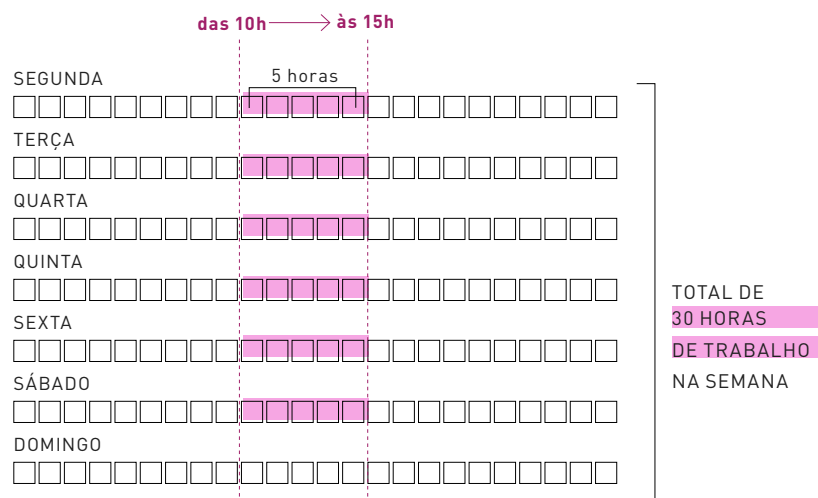 das 10h às 15h
SEGUNDA
5 horas
TERÇA
QUARTA
QUINTA
SEXTA
SÁBADO
DOMINGO
TOTAL DE
30 HORAS
DE TRABALHO
NA SEMANA